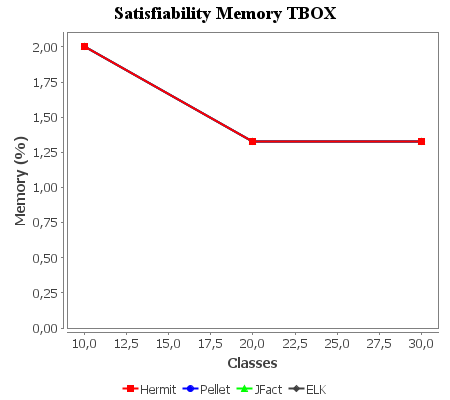 Satisfiability Memory TBOX
2,00
1,75
1,50
1,25
1,00
0,75
0,50
0,25
0,00
Memory (%)
10,0 12,5 15,0 17,5 20,0 22,5 25,0 27,5 30,0
Classes
Hermit Pellet JFact ELK